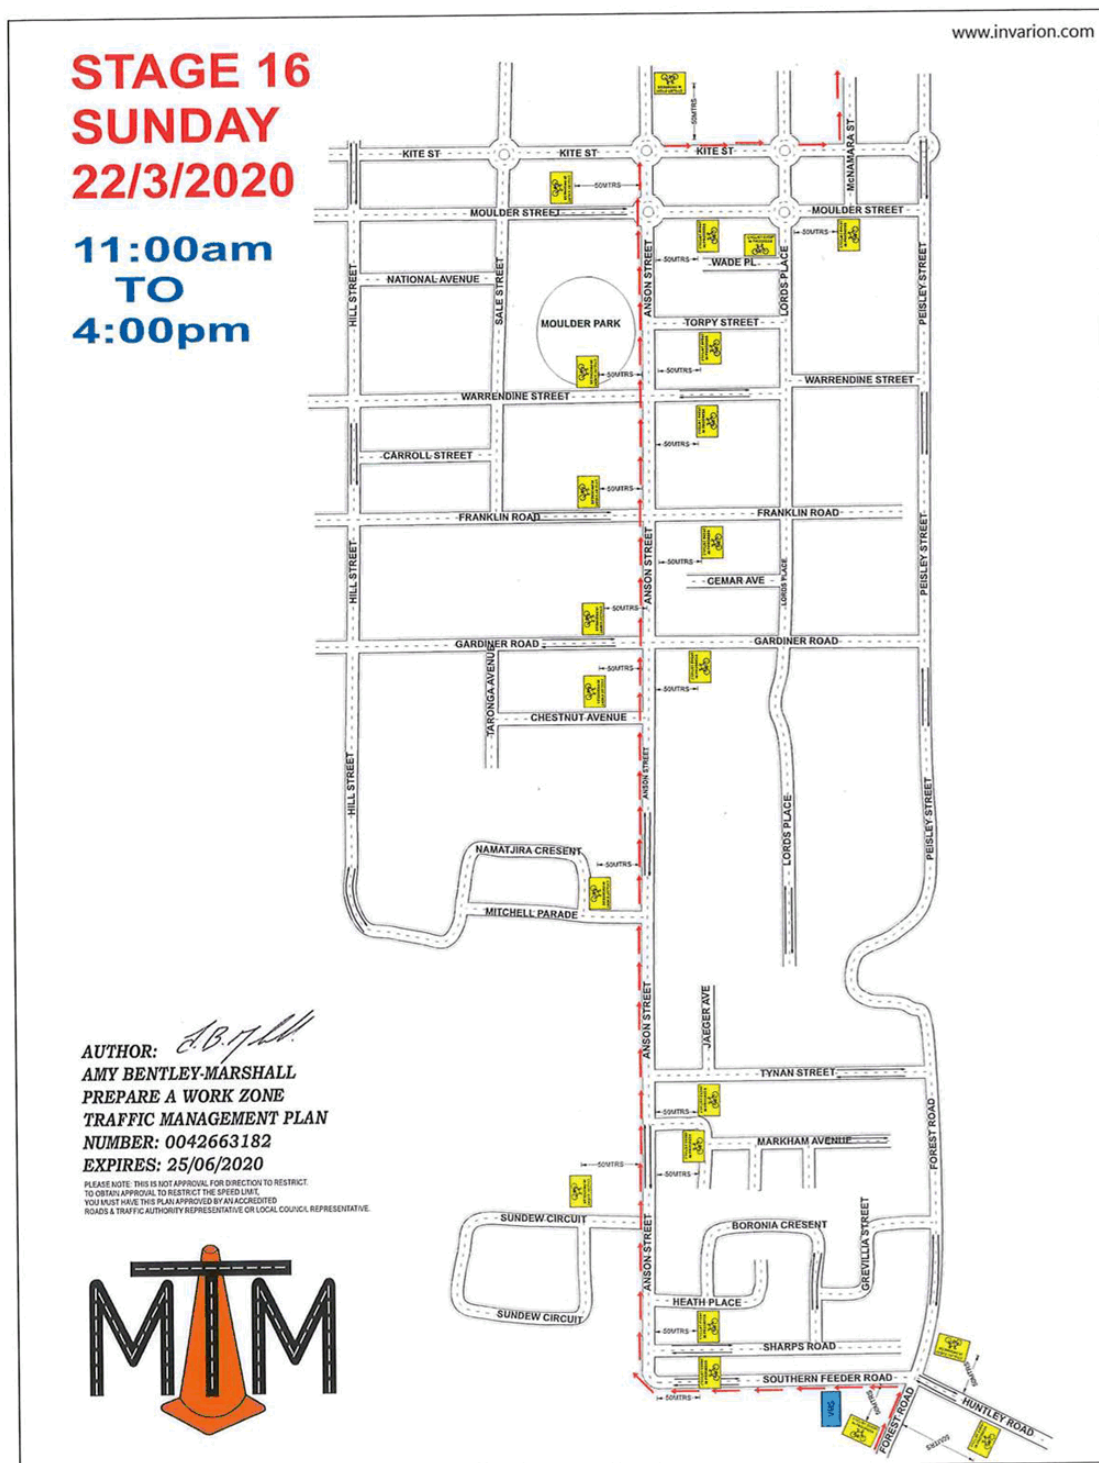 www.invarion.com
STAGE 16
SUNDAY
22/3/2020
11:00am
TO
4:00pm
50MTRS
McNAMARA ST
KITE ST
KITE ST
KITE ST
50MTRS
MOULDER STREET
MOULDER STREET
50MTRS
50MTRS
WADE PL
HILL STREET
NATIONAL AVENUE
SALE STREET
ANSON STREET
LORDS PLACE
PEISLEY STREET
MOULDER PARK
TORPY STREET
50MTRS
50MTRS
WARRENDINE STREET
WARRENDINE STREET
50MTRS
CARROLL STREET
50MTRS
FRANKLIN ROAD
FRANKLIN ROAD
HILL STREET
ANSON STREET
50MTRS
CEMAR AVE
LORDS PLACE
PEISLEY STREET
50MTRS
GARDINER ROAD
GARDINER ROAD
50MTRS
50MTRS
TARONGA AVENUE
CHESTNUT AVENUE
ANSON STREET
HILL STREET
LORDS PLACE
PEISLEY STREET
NAMATJIRA CRESENT
50MTRS
MITCHELL PARADE
ANSON STREET
JAEGER AVE
TYNAN STREET
50MTRS
FOREST ROAD
MARKHAM AVENUE
50MTRS
50MTRS
SUNDEW CIRCUIT
ANSON STREET
BORONIA CRESENT
GREVILLIA STREET
HEATH PLACE
SUNDEW CIRCUIT
50MTRS
SHARPS ROAD
SOUTHERN FEEDER ROAD
50MTRS
VMS
50MTRS
FOREST ROAD
50MTRS
HUNTLEY ROAD
50MTRS
AUTHOR:
AMY BENTLEY-MARSHALL
PREPARE A WORK ZONE
TRAFFIC MANAGEMENT PLAN
NUMBER: 0042663182
EXPIRES: 25/06/2020
PLEASE NOTE: THIS IS NOT APPROVAL FOR DIRECTION TO RESTRICT.
TO OBTAIN APPROVAL TO RESTRICT THE SPEED LIMIT,
YOU MUST HAVE THIS PLAN APPROVED BY AN ACCREDITED
ROADS & TRAFFIC AUTHORITY REPRESENTATIVE OR LOCAL COUNCIL REPRESENTATIVE.
MTM